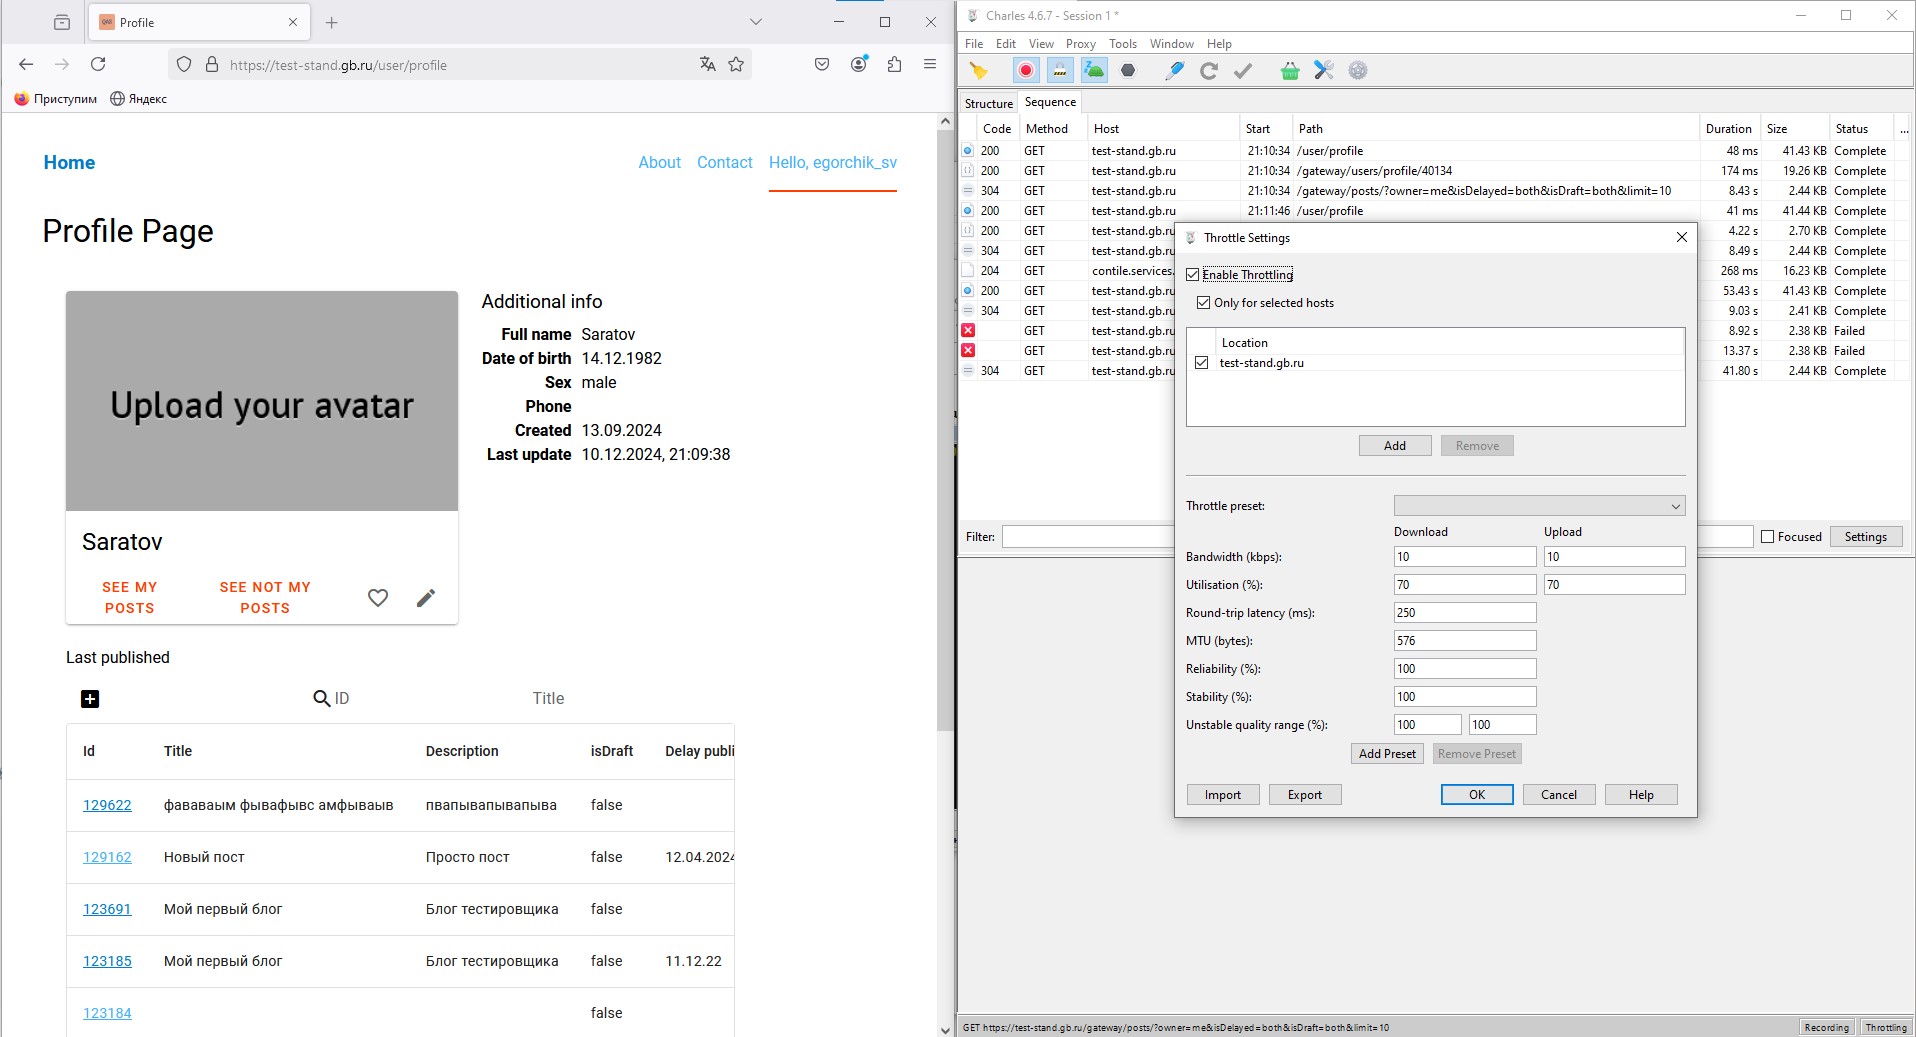 Profile
https://test-stand.gb.ru/user/profile
Приступим
Яндекс
Home
About
Contact
Hello, egorchik_sv
Profile Page
Upload your avatar
Saratov
SEE MY
POSTS
SEE NOT MY
POSTS
Additional info
Full name Saratov
Date of birth 14.12.1982
Sex male
Phone
Created 13.09.2024
Last update 10.12.2024, 21:09:38
Last published
ID
Title
Id Title Description isDraft Delay publi
129622 фававаым фывафывс амфываыв пвапывапывапыва false
129162 Новый пост Просто пост false 12.04.2024
123691 Мой первый блог Блог тестировщика false
123185 Мой первый блог Блог тестировщика false 11.12.22
123184 false
Charles 4.6.7 - Session 1 *
File Edit View Proxy Tools Window Help
Structure Sequence
Code Method Host Start Path Duration Size Status ...
200 GET test-stand.gb.ru 21:10:34 /user/profile 48 ms 41.43 KB Complete
200 GET test-stand.gb.ru 21:10:34 /gateway/users/profile/40134 174 ms 19.26 KB Complete
304 GET test-stand.gb.ru 21:10:34 /gateway/posts/?owner=me&isDelayed=both&isDraft=both&limit=10 8.43 s 2.44 KB Complete
200 GET test-stand.gb.ru 21:11:46 /user/profile 41 ms 41.44 KB Complete
200 GET test-stand.gb.ru 4.22 s 2.70 KB Complete
304 GET test-stand.gb.ru 8.49 s 2.44 KB Complete
204 GET contile.services. 268 ms 16.23 KB Complete
200 GET test-stand.gb.ru 53.43 s 41.43 KB Complete
304 GET test-stand.gb.ru 9.03 s 2.41 KB Complete
GET test-stand.gb.ru 8.92 s 2.38 KB Failed
GET test-stand.gb.ru 13.37 s 2.38 KB Failed
304 GET test-stand.gb.ru 41.80 s 2.44 KB Complete
Filter:
Focused
Settings
Throttle Settings
Enable Throttling
Only for selected hosts
Location
test-stand.gb.ru
Add Remove
Throttle preset:
Download Upload
Bandwidth (kbps): 10 10
Utilisation (%): 70 70
Round-trip latency (ms): 250
MTU (bytes): 576
Reliability (%): 100
Stability (%): 100
Unstable quality range (%): 100 100
Add Preset Remove Preset
Import Export OK Cancel Help
GET https://test-stand.gb.ru/gateway/posts/?owner=me&isDelayed=both&isDraft=both&limit=10
Recording Throttling